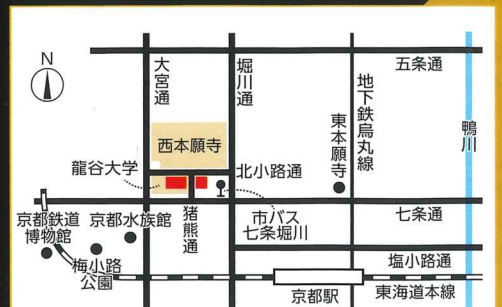 N
五条通
大宮通
堀川通
地下鉄烏丸線
鴨川
西本願寺
東本願寺
龍谷大学
北小路通
京都鉄道
博物館
京都水族館
猪熊通
市バス
七条堀川
七条通
梅小路
公園
塩小路通
京都駅
東海道本線